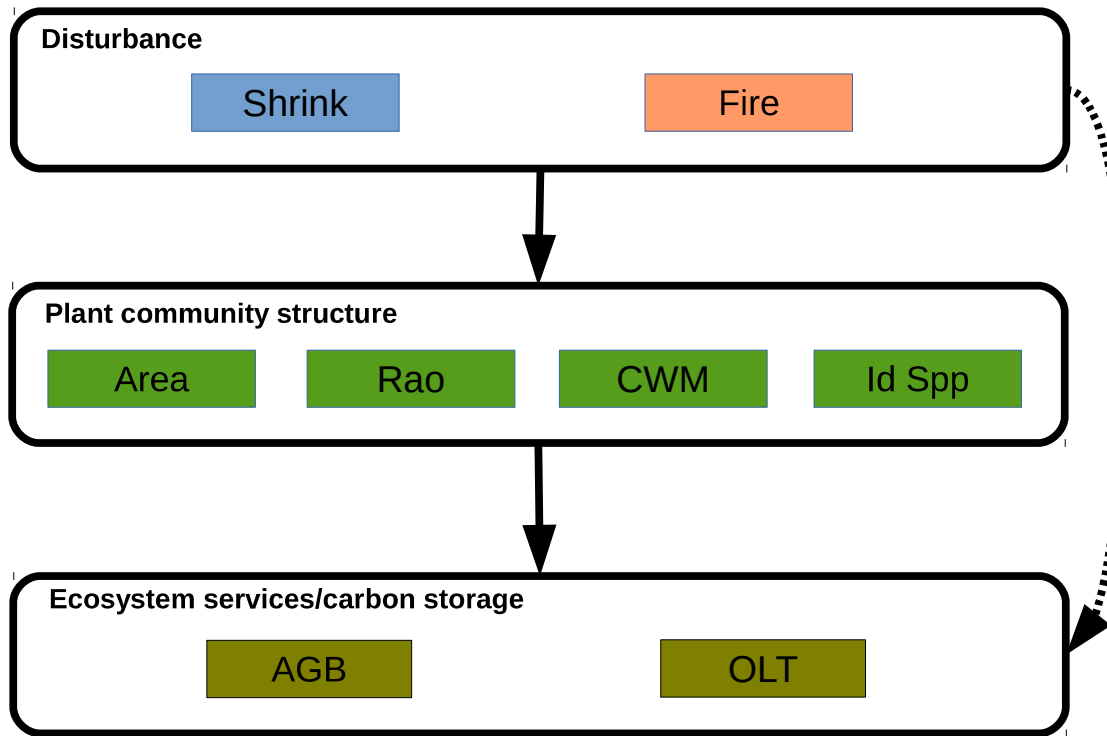 Disturbance
Shrink
Fire
Plant community structure
Area
Rao
CWM
Id Spp
Ecosystem services/carbon storage
AGB
OLT